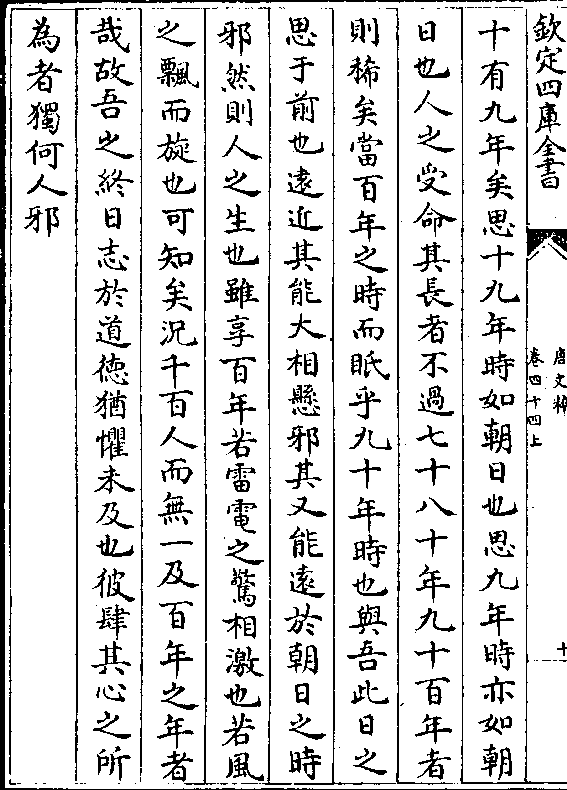 欽定四庫全書
唐文粹
卷四十四上
十
十有九年矣思十九年時如朝日也思九年時亦如朝
日也人之受命其長者不過七十八十年九十百年者
則稀矣當百年之時而眂乎九十年時也與吾此日之
思于前也遠近其能大相懸邪其又能遠於朝日之時
邪然則人之生也雖享百年若雷電之驚相激也若風
之飄而旋也可知矣況千百人而無一及百年之年者
哉故吾之終日志於道徳猶懼未及也彼肆其心之所
為者獨何人邪